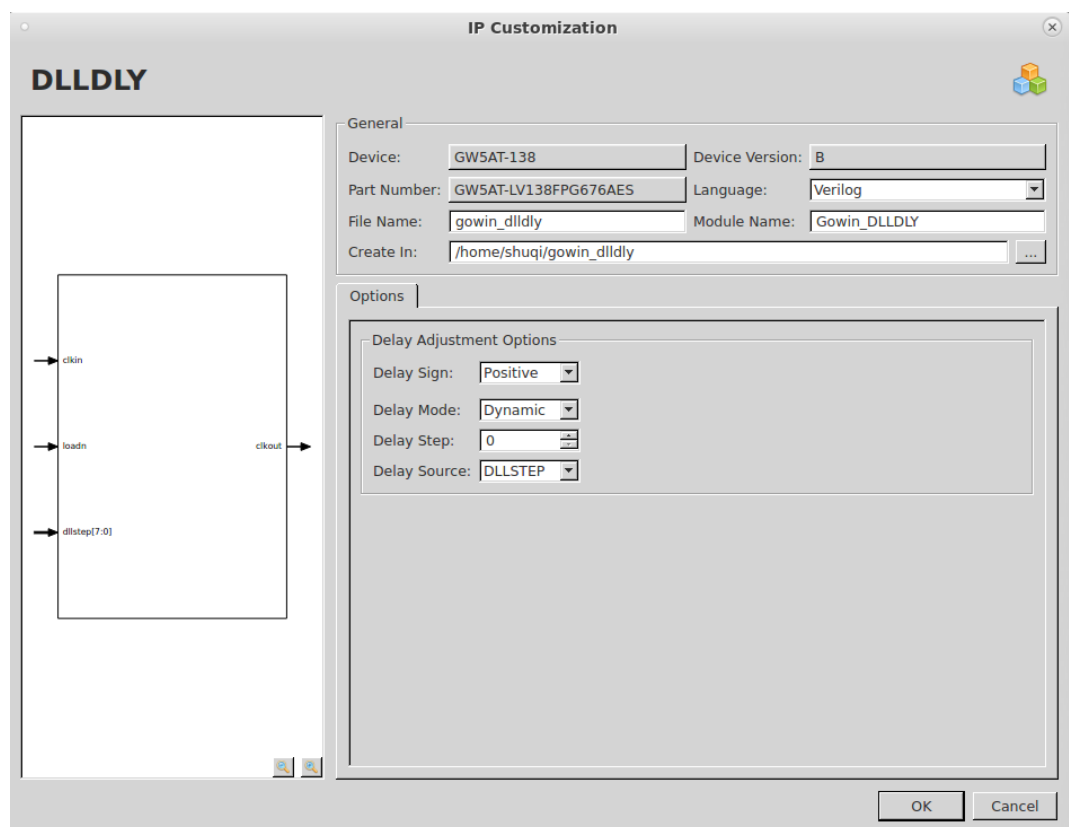 IP Customization
DLLDLY
General
Device: GW5AT-138 Device Version: B
Part Number: GW5AT-LV138FPG676AES Language: Verilog
File Name: gowin_dlldly Module Name: Gowin_DLLDLY
Create In: /home/shuqi/gowin_dlldly ...
Options
Delay Adjustment Options
Delay Sign: Positive
Delay Mode: Dynamic
Delay Step: 0
Delay Source: DLLSTEP
clkin
loadn clkout
dllstep[7:0]
OK Cancel